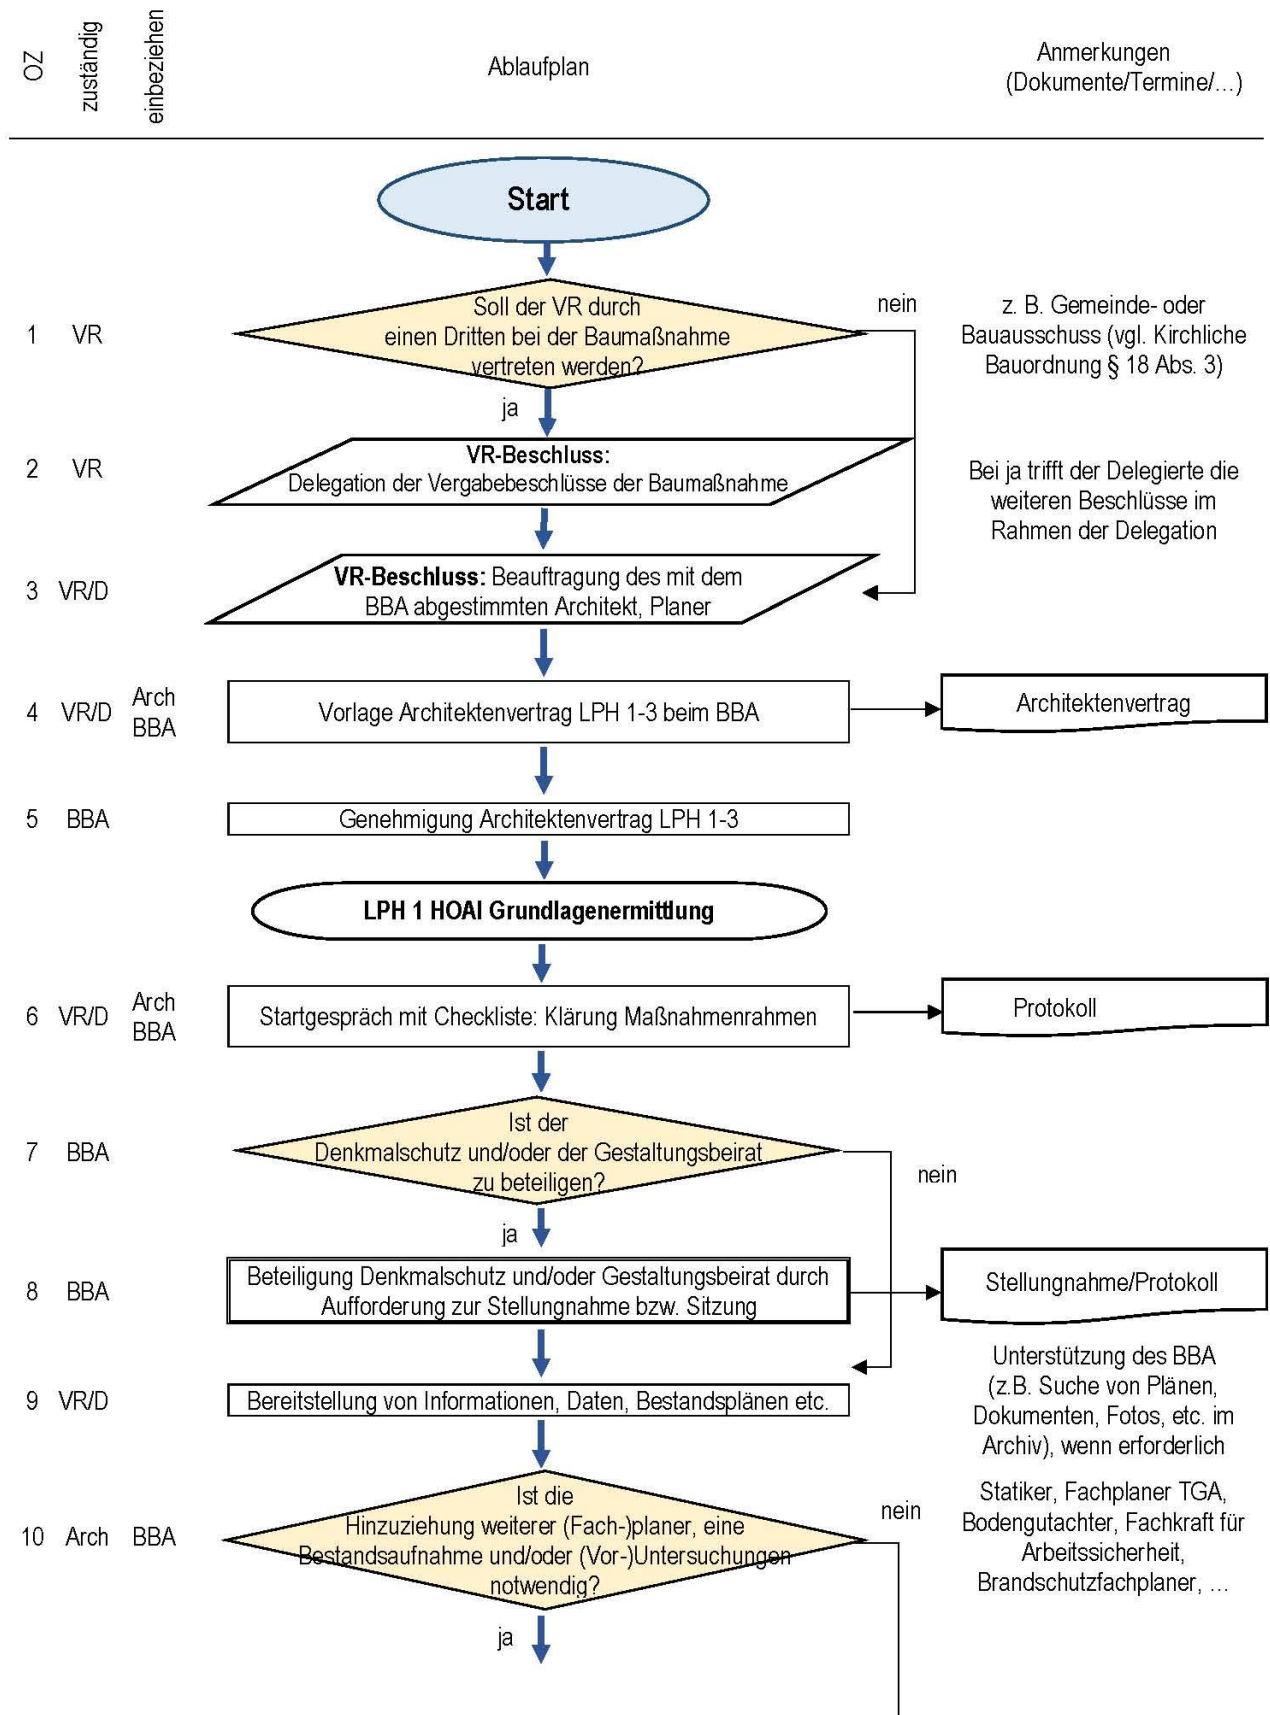 OZ
zuständig
einbeziehen
Ablaufplan
Anmerkungen
(Dokumente/Termine/…)
Start
1 VR
Soll der VR durch
einen Dritten bei der Baumaßnahme
vertreten werden?
nein
ja
z. B. Gemeinde- oder
Bauausschuss (vgl. Kirchliche
Bauordnung § 18 Abs. 3)
2 VR
VR-Beschluss:
Delegation der Vergabebeschlüsse der Baumaßnahme
Bei ja trifft der Delegierte die
weiteren Beschlüsse im
Rahmen der Delegation
3 VR/D
VR-Beschluss: Beauftragung des mit dem
BBA abgestimmten Architekt, Planer
4 VR/D Arch
BBA
Vorlage Architektenvertrag LPH 1-3 beim BBA
Architektenvertrag
5 BBA
Genehmigung Architektenvertrag LPH 1-3
LPH 1 HOAI Grundlagenermittlung
6 VR/D Arch
BBA
Startgespräch mit Checkliste: Klärung Maßnahmenrahmen
Protokoll
7 BBA
Ist der
Denkmalschutz und/oder der Gestaltungsbeirat
zu beteiligen?
nein
ja
8 BBA
Beteiligung Denkmalschutz und/oder Gestaltungsbeirat durch
Aufforderung zur Stellungnahme bzw. Sitzung
Stellungnahme/Protokoll
9 VR/D
Bereitstellung von Informationen, Daten, Bestandsplänen etc.
Unterstützung des BBA
(z.B. Suche von Plänen,
Dokumenten, Fotos, etc. im
Archiv), wenn erforderlich
10 Arch BBA
Ist die
Hinzuziehung weiterer (Fach-)planer, eine
Bestandsaufnahme und/oder (Vor-)Untersuchungen
notwendig?
nein
ja
Statiker, Fachplaner TGA,
Bodengutachter, Fachkraft für
Arbeitssicherheit,
Brandschutzfachplaner, …